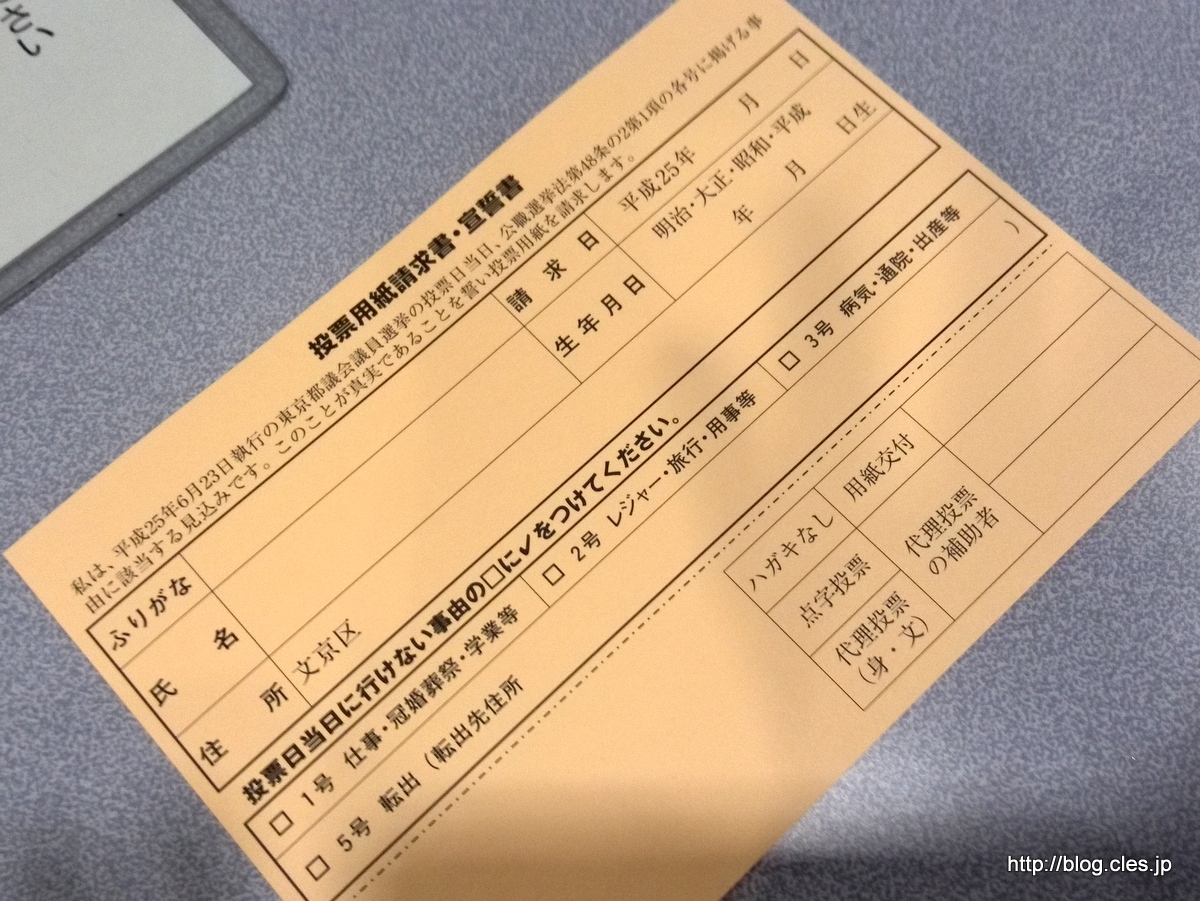 投票用紙請求書・宣誓書
私は、平成25年6月23日執行の東京都議会議員選挙の投票日当日、公職選挙法第48条の2第1項の各号に掲げる事
由に該当する見込みです。このことが真実であることを誓い投票用紙を請求します。
ふりがな
請求日 平成25年 月 日
氏名
生年月日 明治・大正・昭和・平成
年 月 日生
住所 文京区
投票日当日に行けない事由の□に✓をつけてください。
□ 1号 仕事・冠婚葬祭・学業等 □ 2号 レジャー・旅行・用事等 □ 3号 病気・通院・出産等
□ 5号 転出(転出先住所 )
ハガキなし 用紙交付
点字投票 代理投票
の補助者
代理投票
(身・文)
http://blog.cles.jp